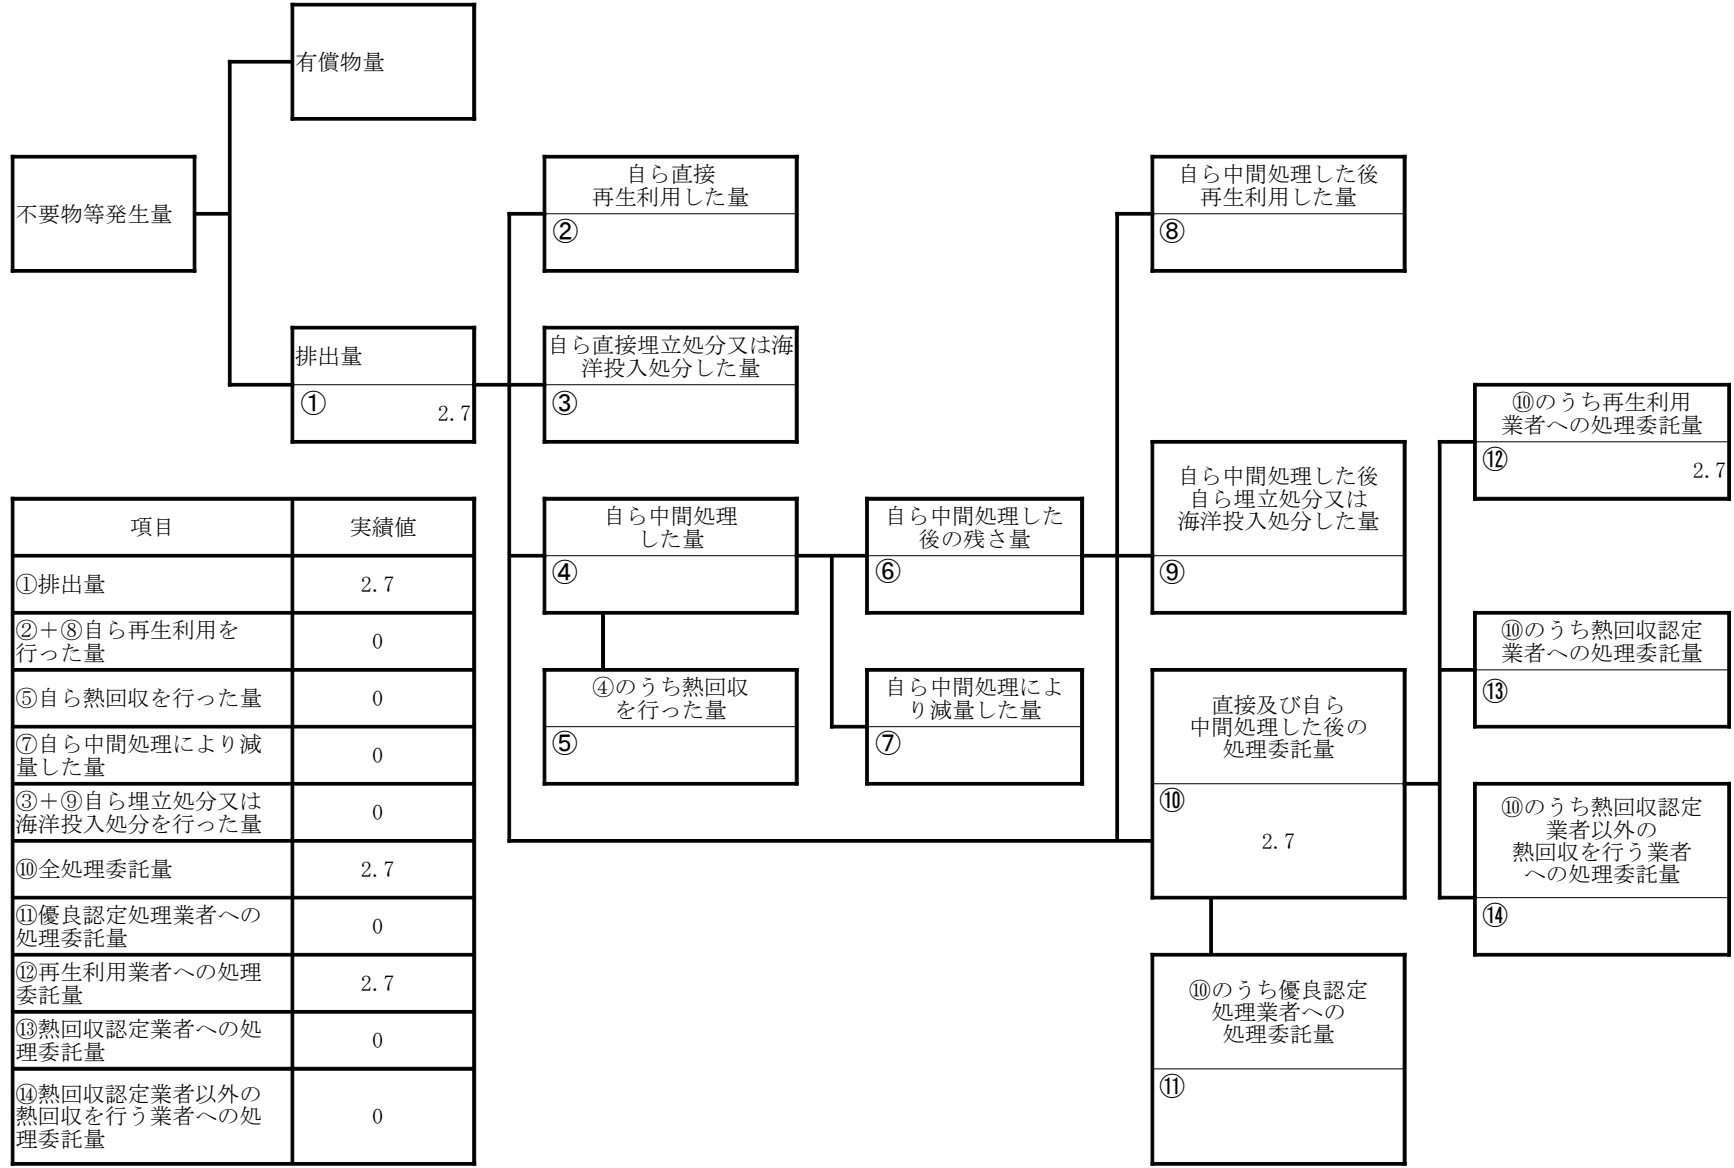 有償物量
不要物等発生量
自ら直接
再生利用した量
②
自ら中間処理した後
再生利用した量
⑧
排出量
①
2.7
自ら直接埋立処分又は海
洋投入処分した量
③
⑩のうち再生利用
業者への処理委託量
⑫
2.7
自ら中間処理
した量
④
自ら中間処理した
後の残さ量
⑥
自ら中間処理した後
自ら埋立処分又は
海洋投入処分した量
⑨
⑩のうち熱回収認定
業者への処理委託量
⑬
④のうち熱回収
を行った量
⑤
自ら中間処理によ
り減量した量
⑦
直接及び自ら
中間処理した後の
処理委託量
⑩
2.7
⑩のうち熱回収認定
業者以外の
熱回収を行う業者
への処理委託量
⑭
⑩のうち優良認定
処理業者への
処理委託量
⑪
項目 実績値
①排出量 2.7
②＋⑧自ら再生利用を
行った量 0
⑤自ら熱回収を行った量 0
⑦自ら中間処理により減
量した量 0
③＋⑨自ら埋立処分又は
海洋投入処分を行った量 0
⑩全処理委託量 2.7
⑪優良認定処理業者への
処理委託量 0
⑫再生利用業者への処理
委託量 2.7
⑬熱回収認定業者への処
理委託量 0
⑭熱回収認定業者以外の
熱回収を行う業者への処
理委託量 0